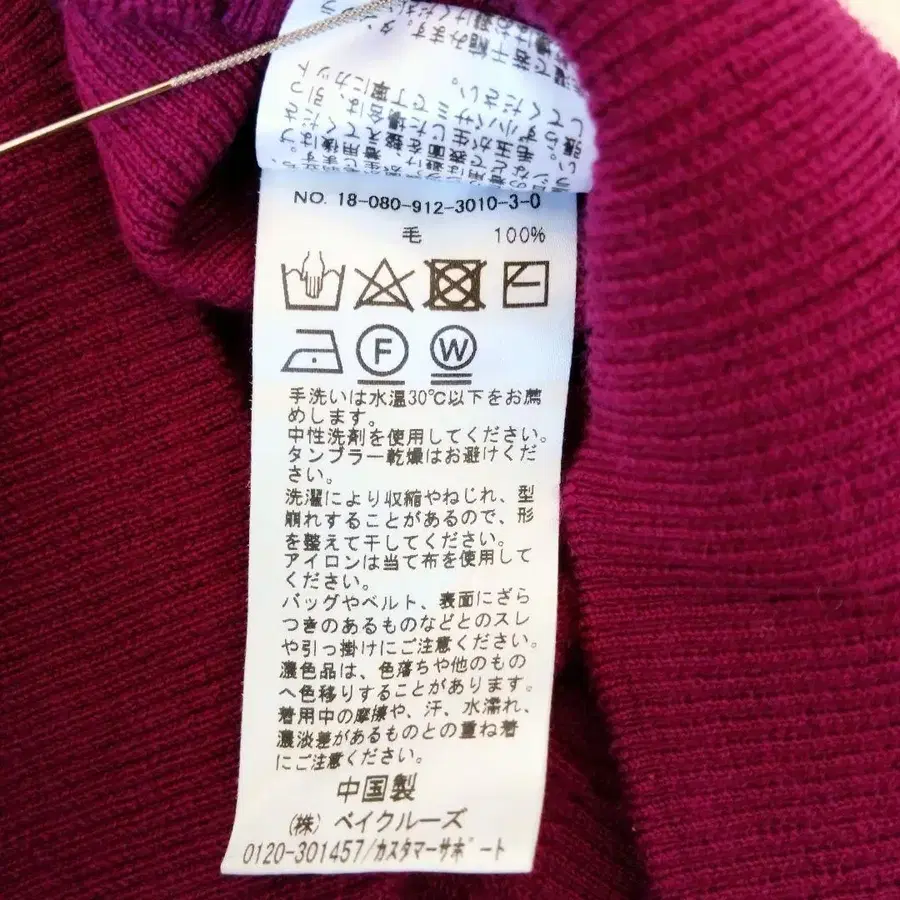 NO. 18-080-912-3010-3-0
毛 100%
F W
手洗いは水温30℃以下をお薦
めします。
中性洗剤を使用してください。
タンブラー乾燥はお避けくだ
さい。
洗濯により収縮やねじれ、型
崩れすることがあるので、形
を整えて干してください。
アイロンは当て布を使用して
ください。
バッグやベルト、表面にざら
つきのあるものなどとのスレ
や引っ掛けにご注意ください。
濃色品は、色落ちや他のもの
へ色移りすることがあります。
着用中の摩擦や、汗、水濡れ、
濃淡差があるものとの重ね着
にご注意ください。
中国製
(株) ベイクルーズ
0120-301457/カスタマーサポート